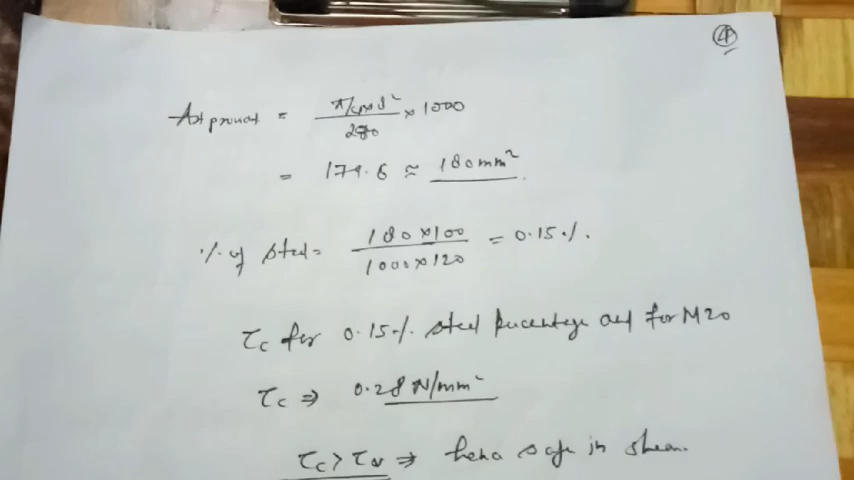 4
Ast provided = π/4 × 8² / 280 × 1000
= 179.6 ≈ 180mm²
% of steel = 180 × 100 / 1000 × 120 = 0.15%.
τc for 0.15% steel percentage and for M20
τc ⇒ 0.28 N/mm²
τc > τv ⇒ hence safe in shear.